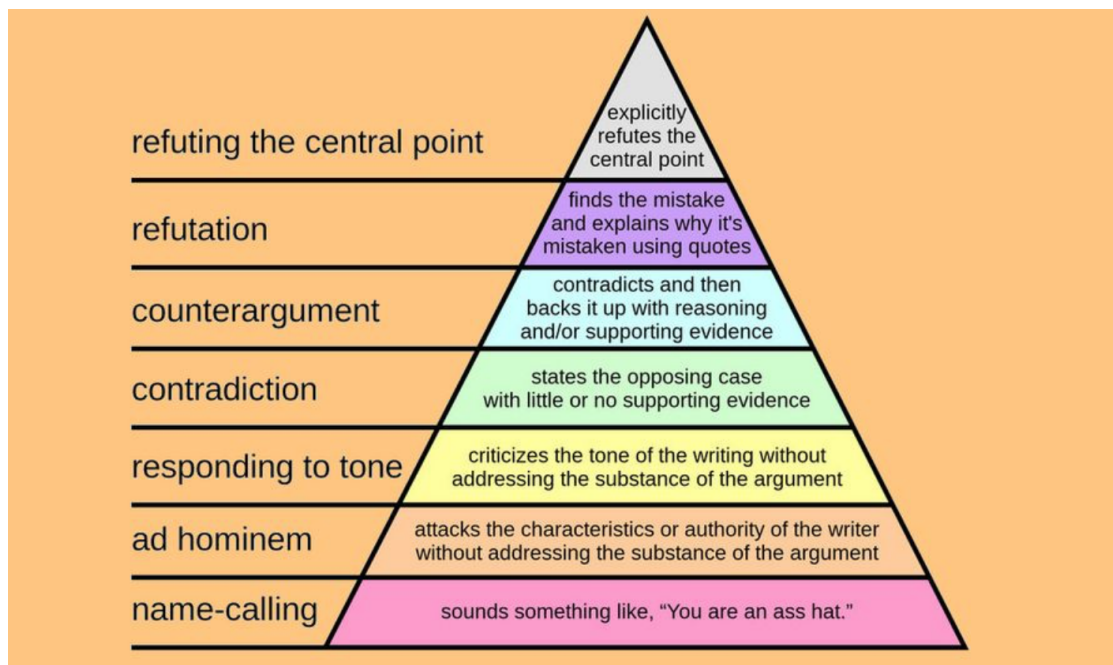 explicitly
refutes the
central point
refuting the central point
finds the mistake
and explains why it's
mistaken using quotes
refutation
contradicts and then
backs it up with reasoning
and/or supporting evidence
counterargument
states the opposing case
with little or no supporting evidence
contradiction
criticizes the tone of the writing without
addressing the substance of the argument
responding to tone
attacks the characteristics or authority of the writer
without addressing the substance of the argument
ad hominem
sounds something like, “You are an ass hat.”
name-calling